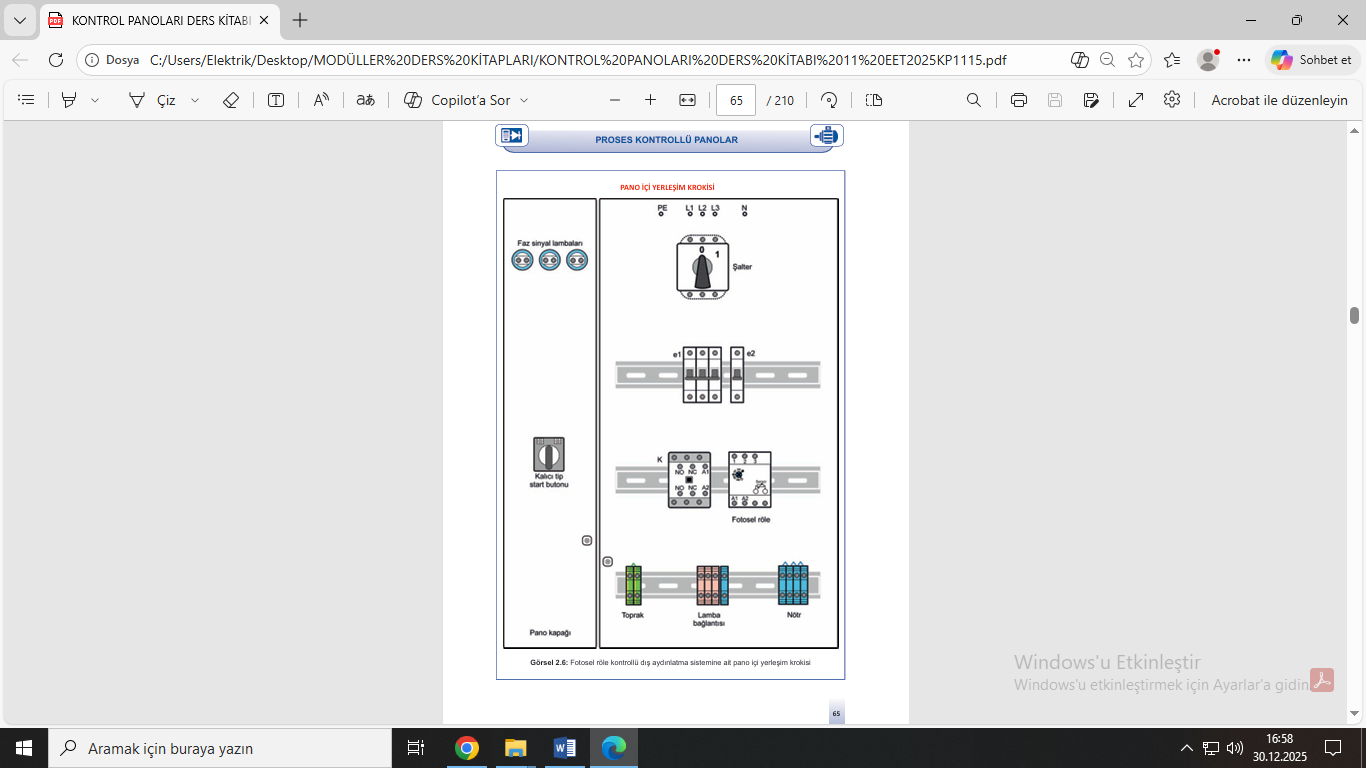 KONTROL PANOLARI DERS KİTABI
Dosya
C:/Users/Elektrik/Desktop/MODÜLLER%20DERS%20KİTAPLARI/KONTROL%20PANOLARI%20DERS%20KİTABI%2011%20EET2025KP1115.pdf
Sohbet et
Çiz
Copilot'a Sor
65 / 210
Acrobat ile düzenleyin
PROSES KONTROLLÜ PANOLAR
PANO İÇİ YERLEŞİM KROKİSİ
PE L1 L2 L3 N
Faz sinyal lambaları
0
1
Şalter
e1
e2
K
1 2 3
NO NC A1
NO NC A2
A1 A2
Kalıcı tip
start butonu
Fotosel röle
Toprak
Lamba
bağlantısı
Nötr
Pano kapağı
Görsel 2.6: Fotosel röle kontrollü dış aydınlatma sistemine ait pano içi yerleşim krokisi
65
Windows'u Etkinleştir
Windows'u etkinleştirmek için Ayarlar'a gidin
Aramak için buraya yazın
16:58
30.12.2025